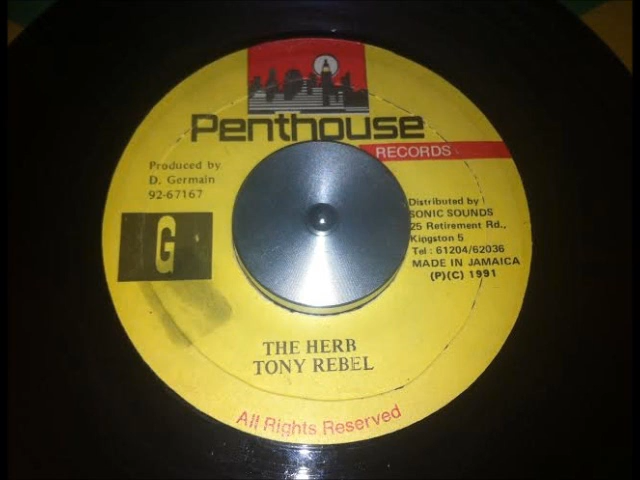 Penthouse
RECORDS
Produced by
D. Germain
92-67167
G
Distributed by
SONIC SOUNDS
25 Retirement Rd.,
Kingston 5
Tel : 61204/62036
MADE IN JAMAICA
(P)(C) 1991
THE HERB
TONY REBEL
All Rights Reserved